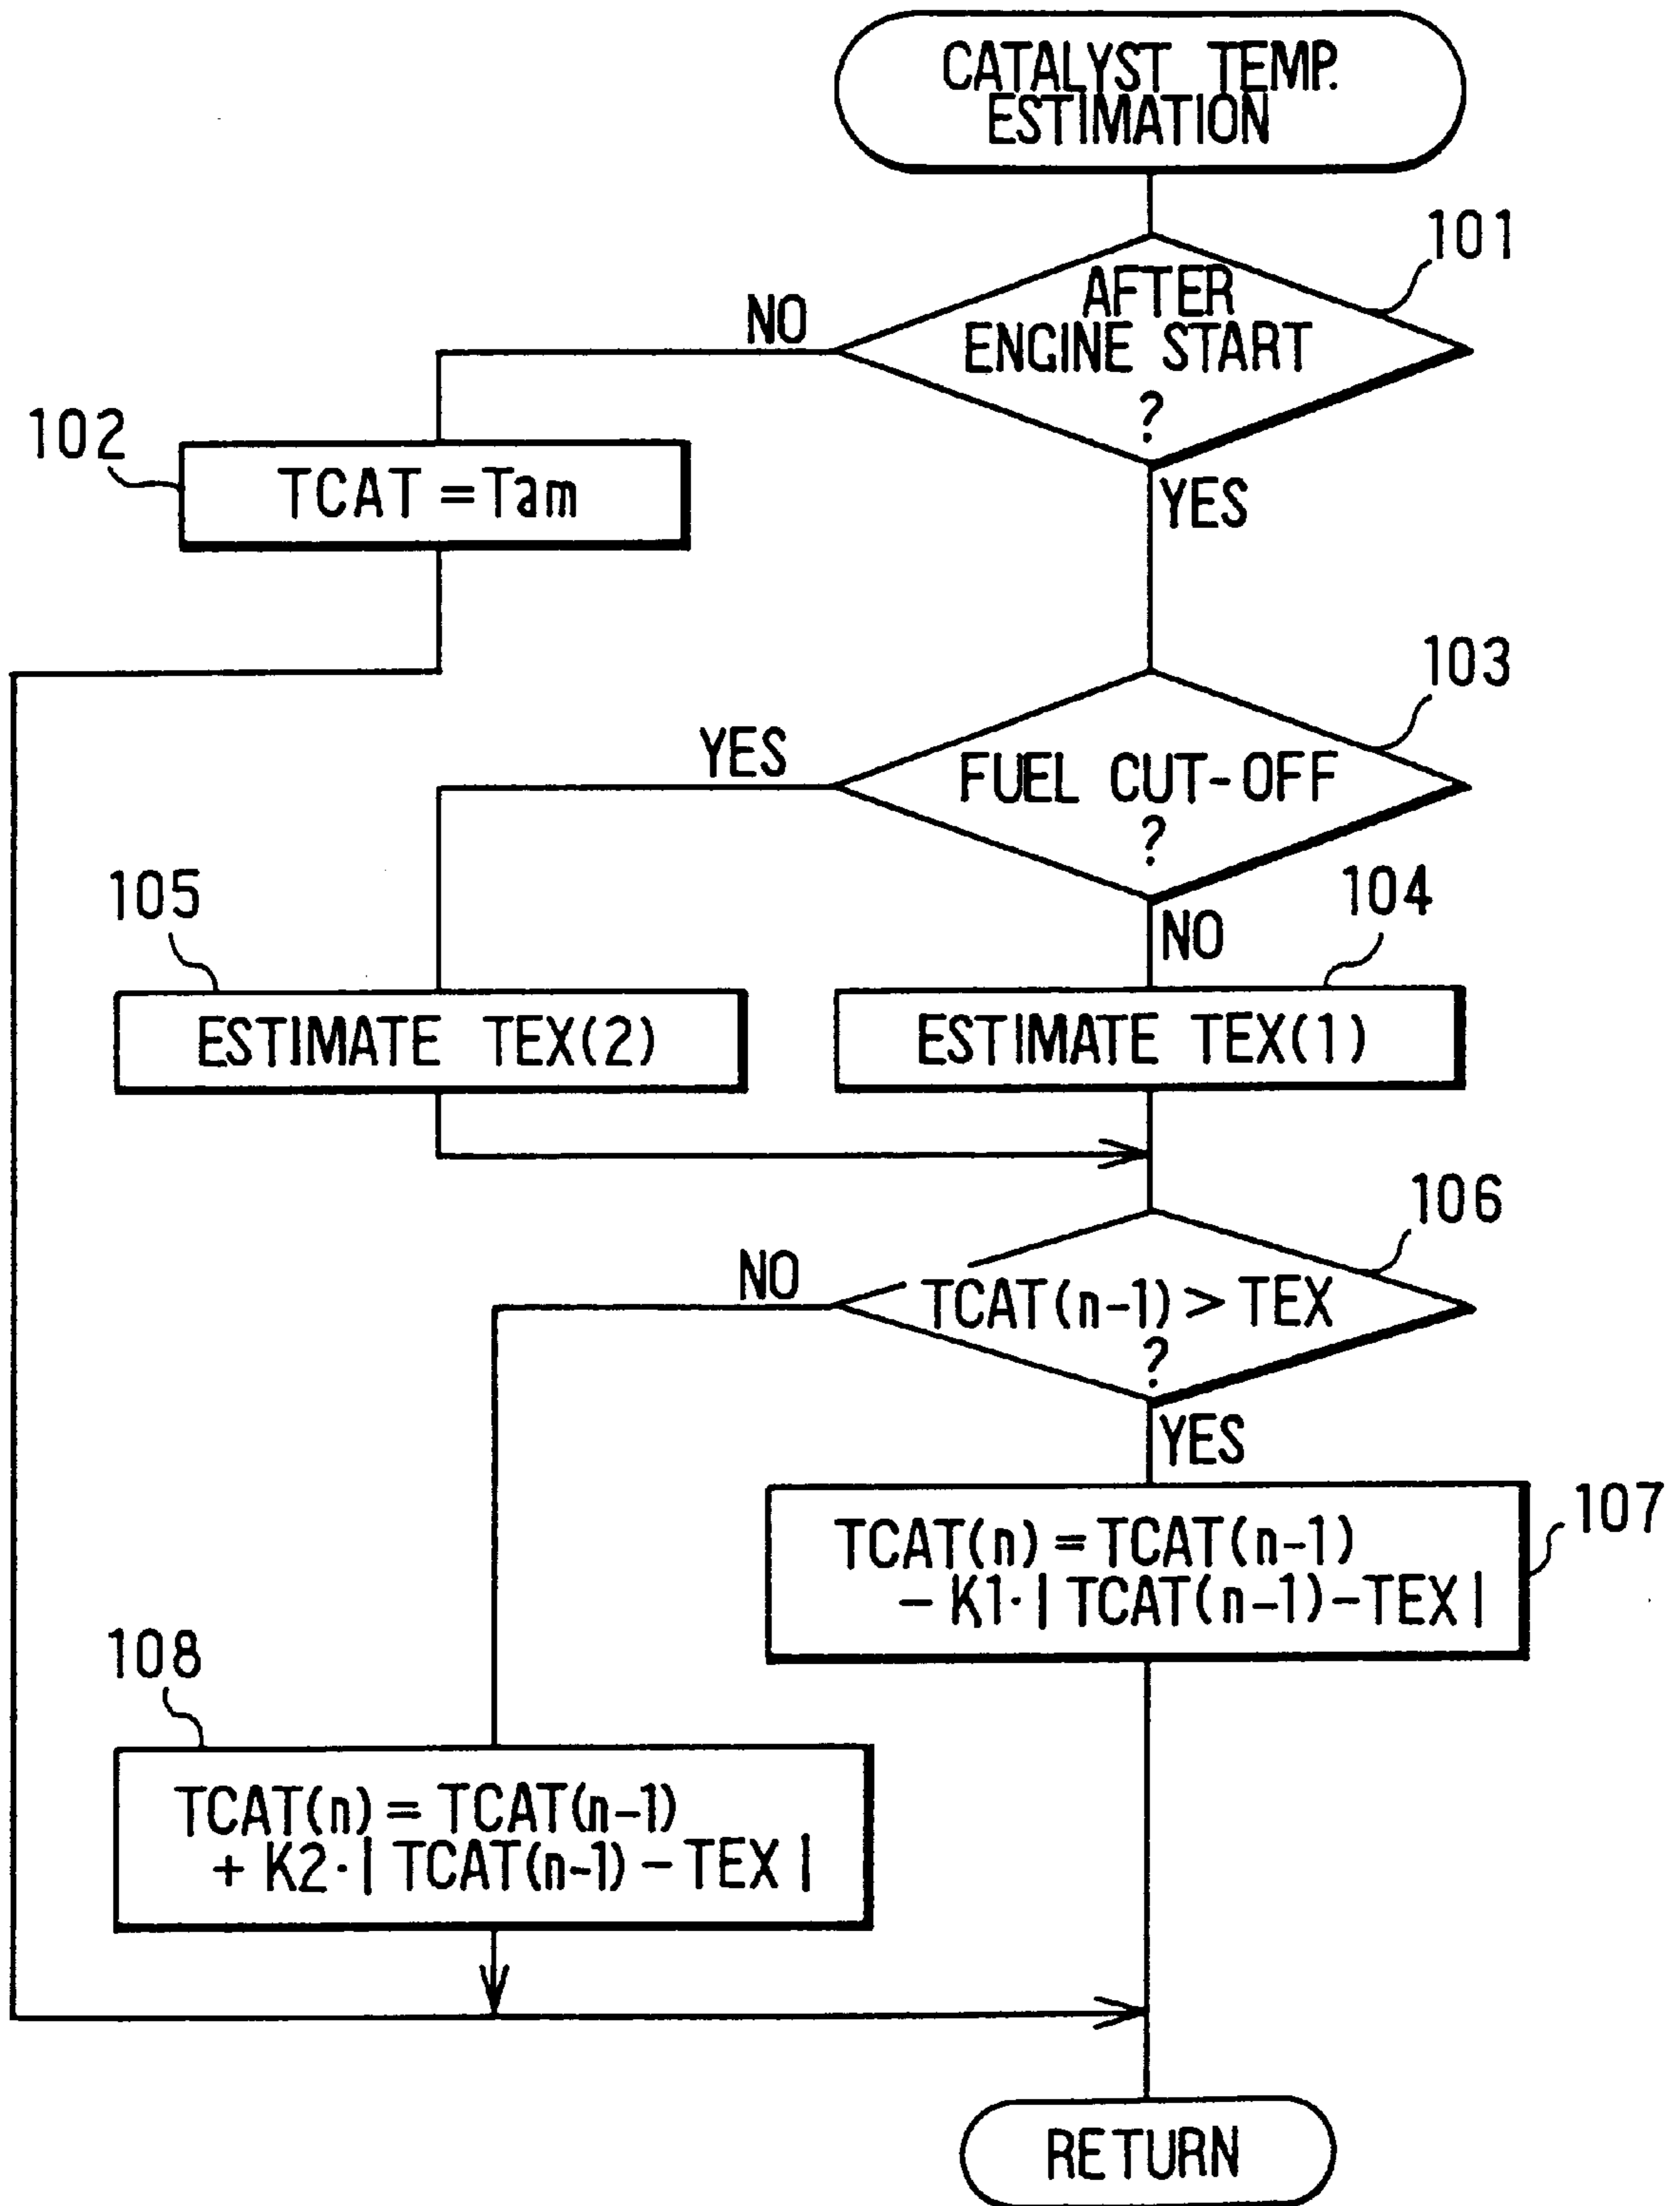 CATALYST TEMP.
ESTIMATION
101
AFTER
ENGINE START
?
NO
YES
102
TCAT = Tam
103
FUEL CUT-OFF
?
YES
NO
105
ESTIMATE TEX(2)
104
ESTIMATE TEX(1)
106
TCAT(n-1) > TEX
?
NO
YES
107
TCAT(n) = TCAT(n-1)
- K1·| TCAT(n-1) - TEX |
108
TCAT(n) = TCAT(n-1)
+ K2·| TCAT(n-1) - TEX |
RETURN